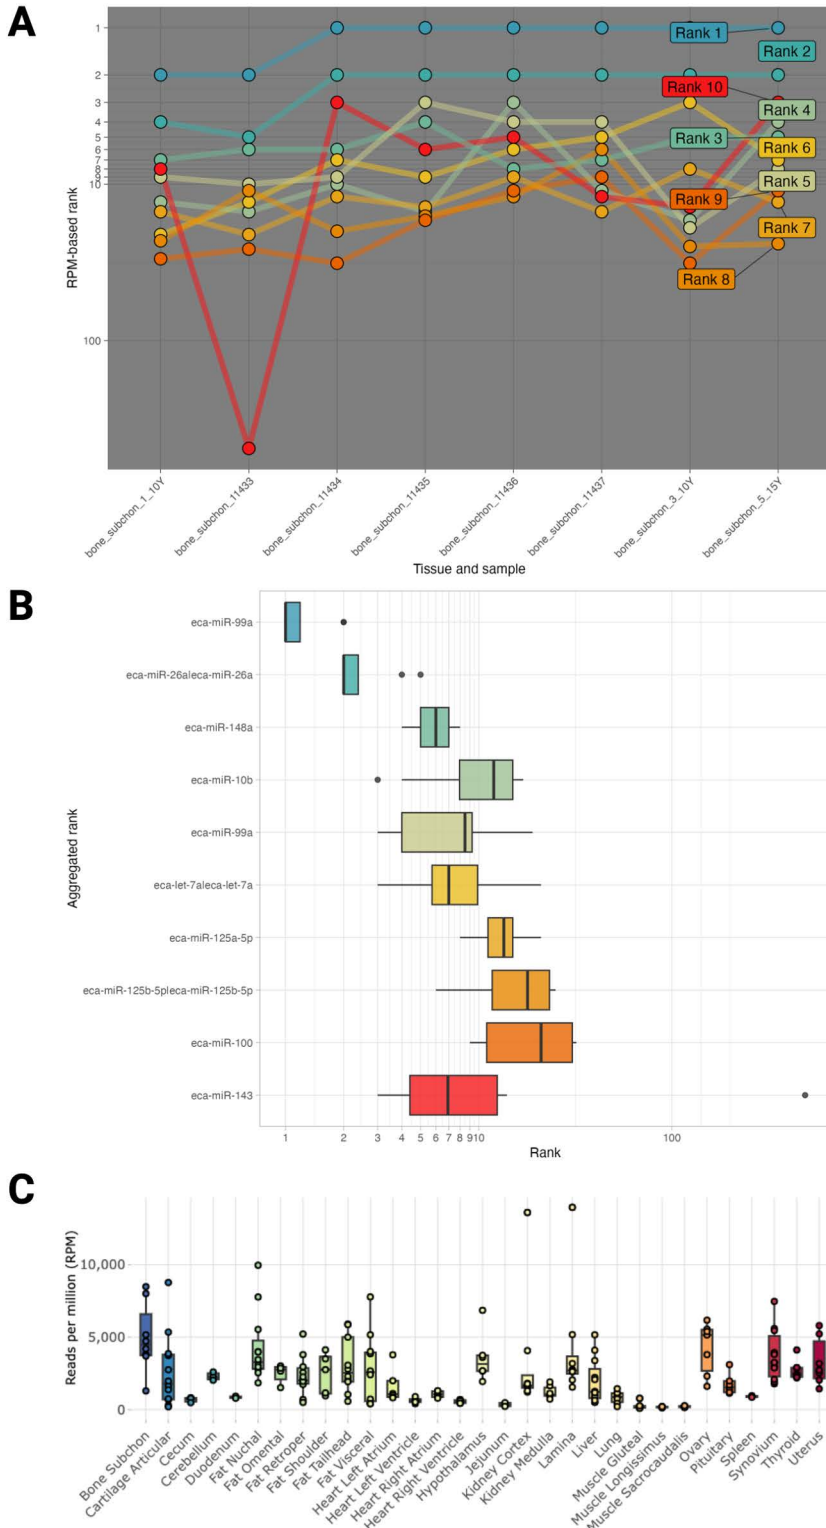 A
1
2
3
4
5
6
7
8
9
10
100
RPM-based rank
Rank 1
Rank 2
Rank 10
Rank 4
Rank 3
Rank 6
Rank 5
Rank 9
Rank 7
Rank 8
bone_subchon_1_10Y
bone_subchon_11433
bone_subchon_11434
bone_subchon_11435
bone_subchon_11436
bone_subchon_11437
bone_subchon_3_10Y
bone_subchon_5_15Y
Tissue and sample
B
Aggregated rank
eca-miR-99a
eca-miR-26a|eca-miR-26a
eca-miR-148a
eca-miR-10b
eca-miR-99a
eca-let-7a|eca-let-7a
eca-miR-125a-5p
eca-miR-125b-5p|eca-miR-125b-5p
eca-miR-100
eca-miR-143
1 2 3 4 5 6 7 8 9 10 100
Rank
C
Reads per million (RPM)
10,000
5,000
0
Bone Subchon
Cartilage Articular
Cecum
Cerebellum
Duodenum
Fat Nuchal
Fat Omental
Fat Retroper
Fat Shoulder
Fat Tailhead
Fat Visceral
Heart Left Atrium
Heart Left Ventricle
Heart Right Atrium
Heart Right Ventricle
Hypothalamus
Jejunum
Kidney Cortex
Kidney Medulla
Lamina
Liver
Lung
Muscle Gluteal
Muscle Longissimus
Muscle Sacrocaudalis
Ovary
Pituitary
Spleen
Synovium
Thyroid
Uterus